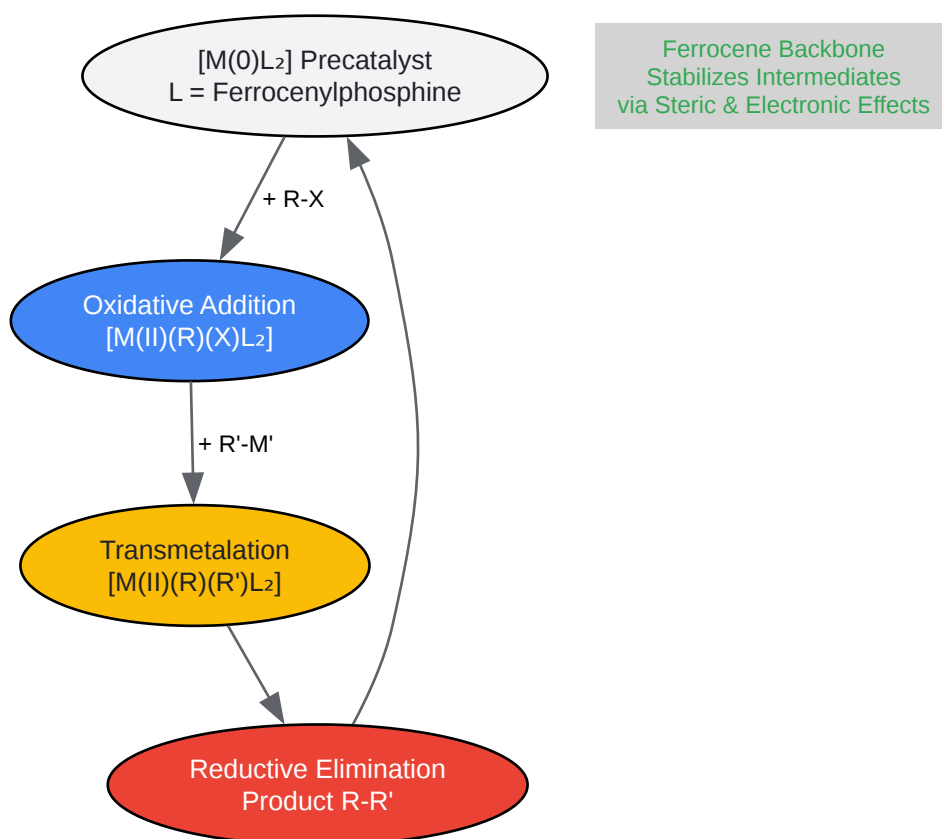 [M(0)L₂] Precatalyst
L = Ferrocenylphosphine
Ferrocene Backbone
Stabilizes Intermediates
via Steric & Electronic Effects
+ R-X
Oxidative Addition
[M(II)(R)(X)L₂]
+ R'-M'
Transmetalation
[M(II)(R)(R')L₂]
Reductive Elimination
Product R-R'